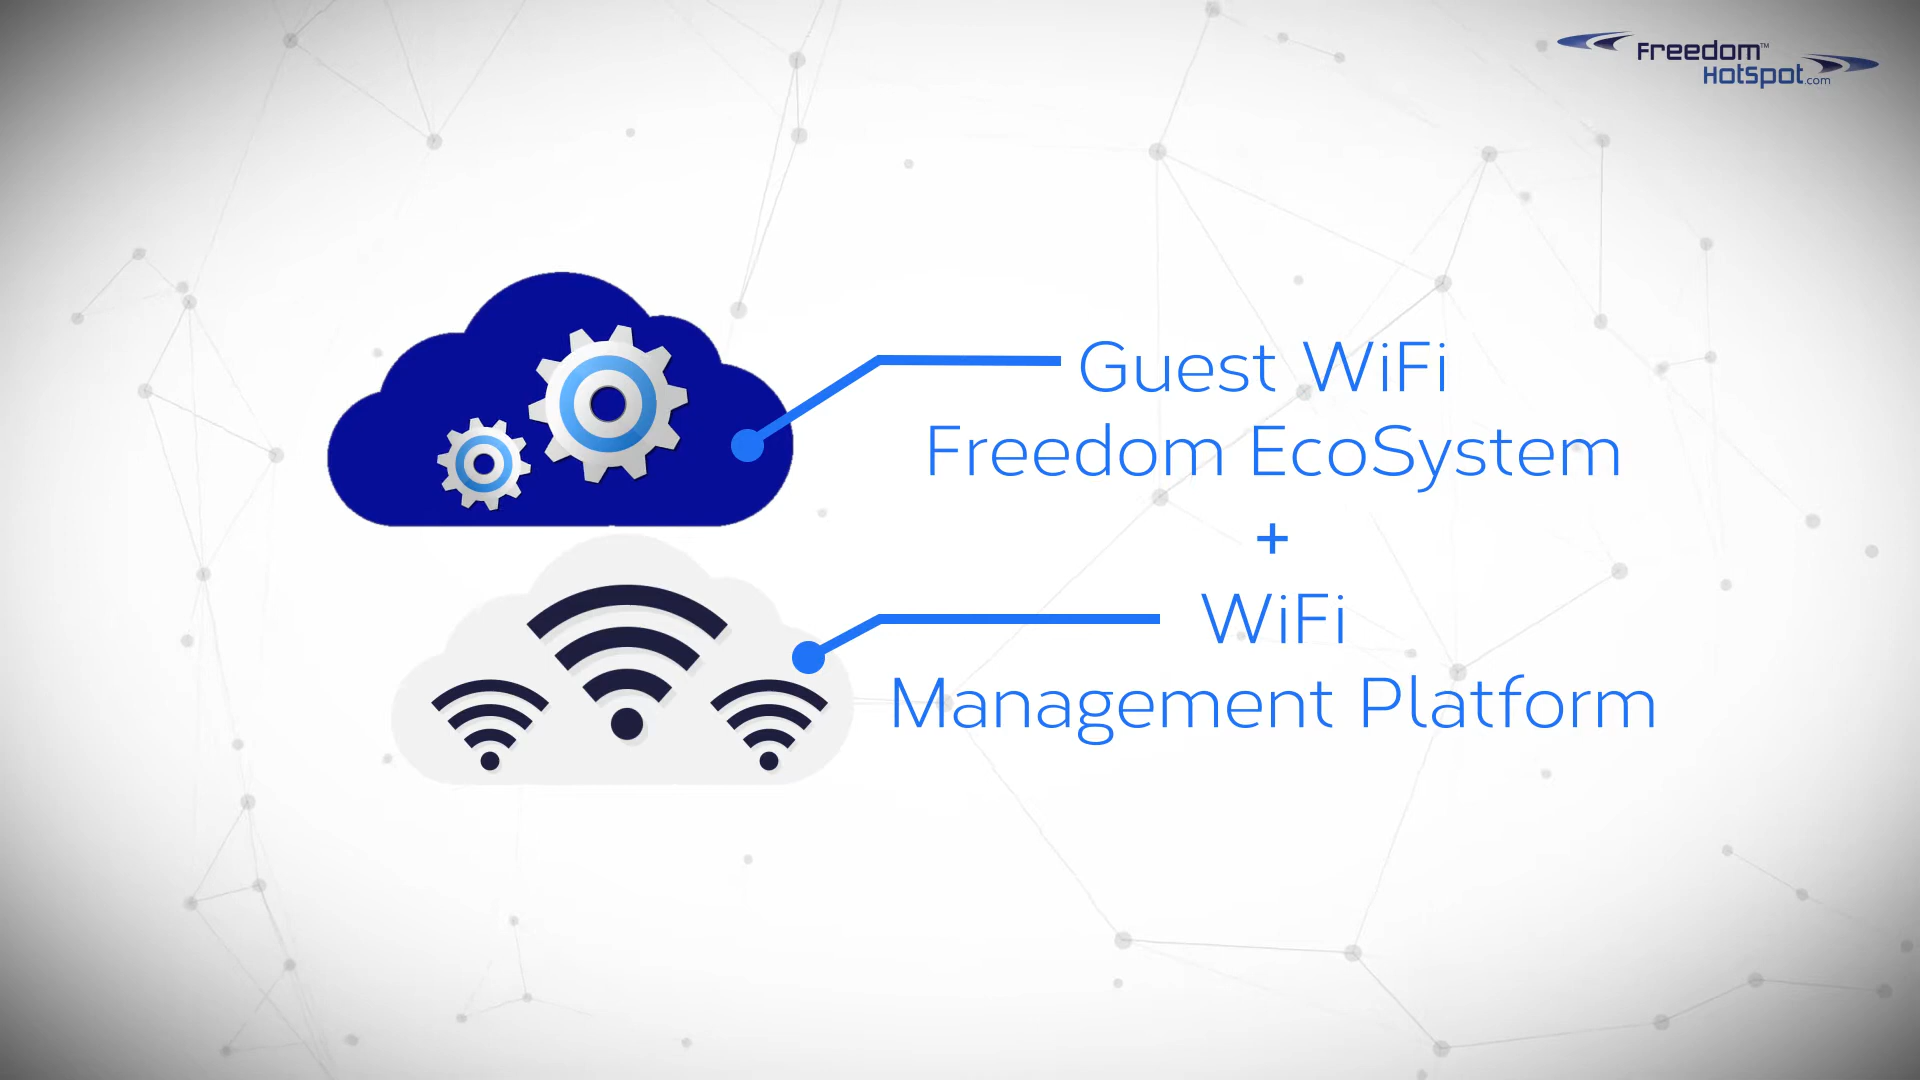 Freedom™
HotSpot.com
Guest WiFi
Freedom EcoSystem
+
WiFi
Management Platform